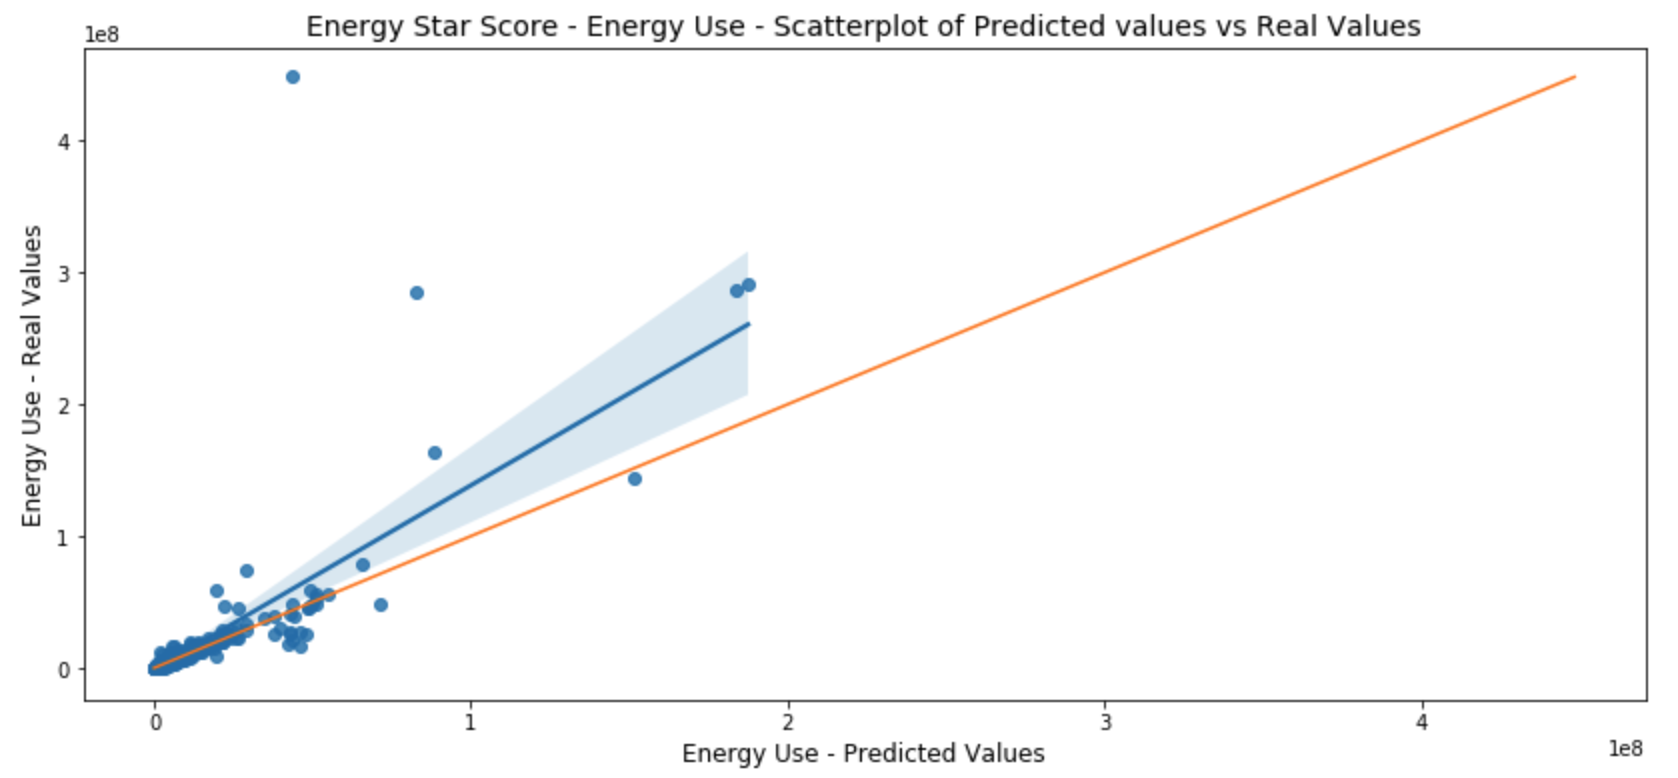 Energy Star Score - Energy Use - Scatterplot of Predicted values vs Real Values
1e8
4
3
2
1
0
Energy Use - Real Values
0 1 2 3 4
1e8
Energy Use - Predicted Values